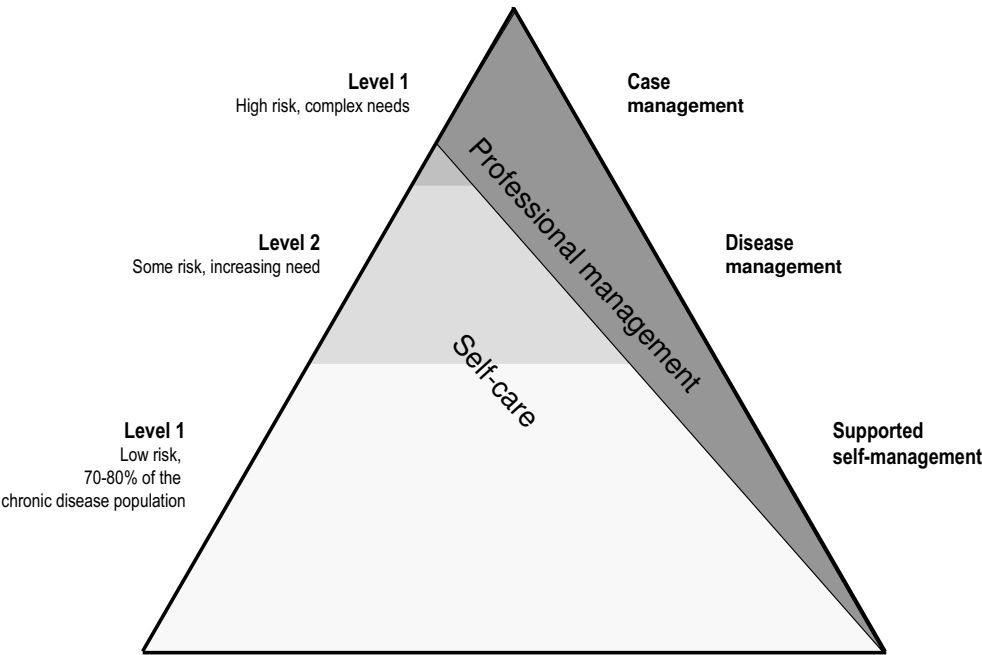 Level 1
High risk, complex needs
Case
management
Professional management
Level 2
Some risk, increasing need
Disease
management
Self-care
Level 1
Low risk,
70-80% of the
chronic disease population
Supported
self-management